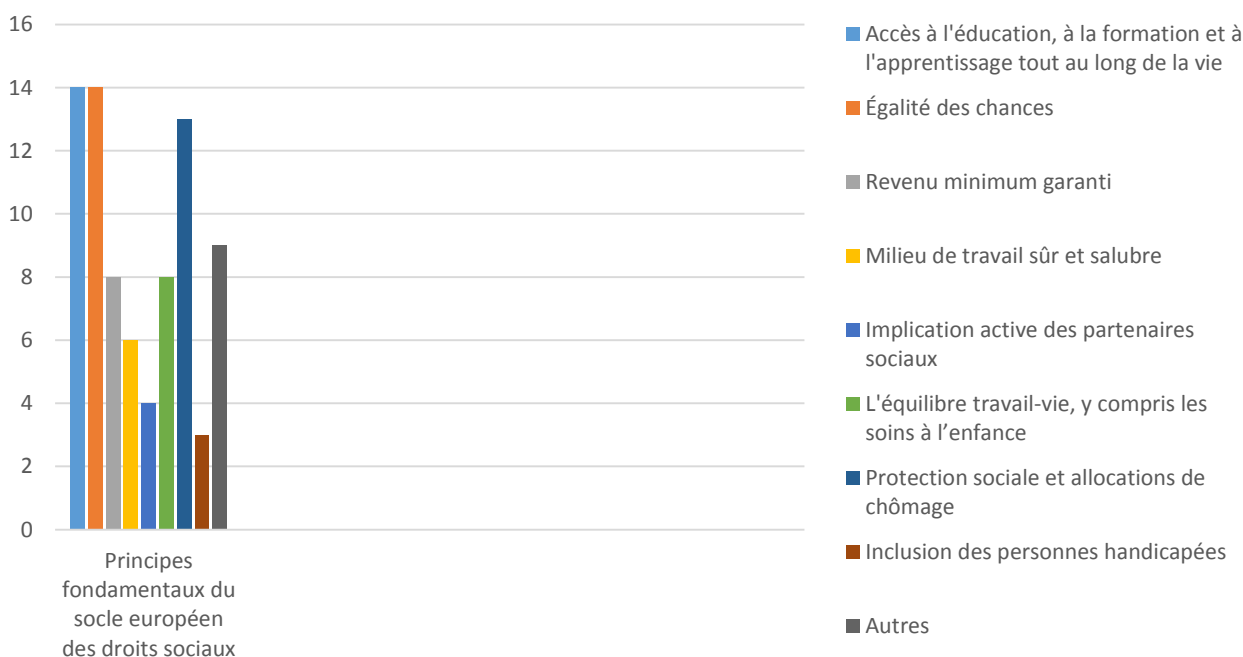 16
14
12
10
8
6
4
2
0
Principes
fondamentaux du
socle européen
des droits sociaux
Accès à l'éducation, à la formation et à
l'apprentissage tout au long de la vie
Égalité des chances
Revenu minimum garanti
Milieu de travail sûr et salubre
Implication active des partenaires
sociaux
L'équilibre travail-vie, y compris les
soins à l’enfance
Protection sociale et allocations de
chômage
Inclusion des personnes handicapées
Autres